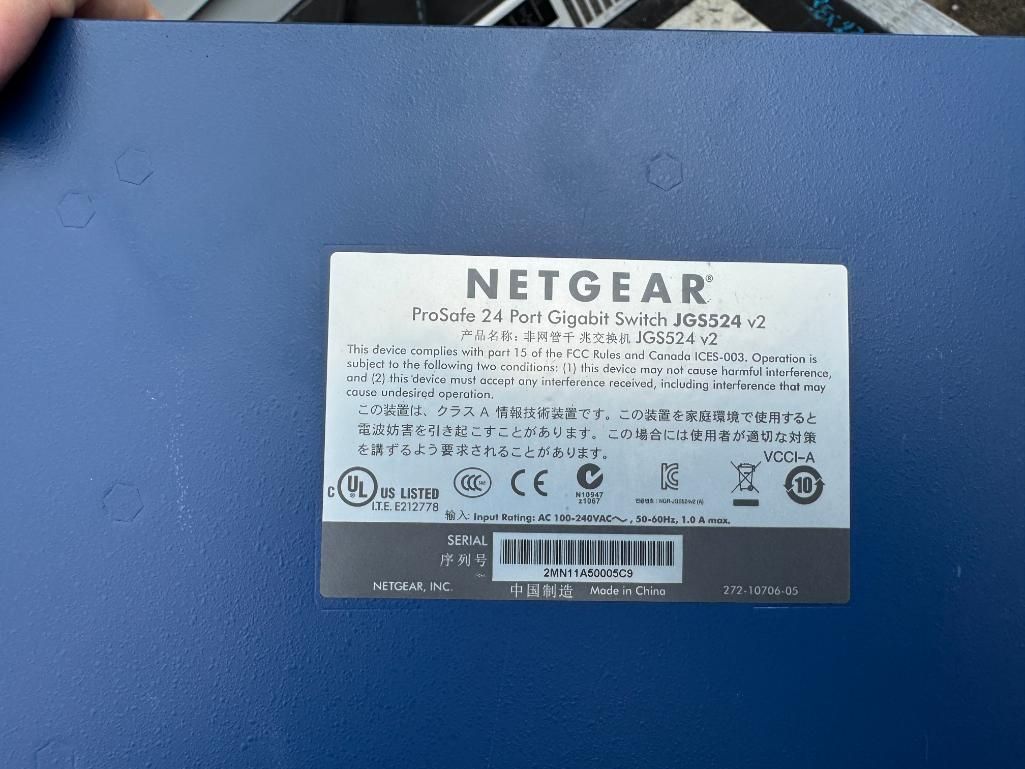 NETGEAR®
ProSafe 24 Port Gigabit Switch JGS524 v2
产品名称: 非网管千 兆交换机 JGS524 v2
This device complies with part 15 of the FCC Rules and Canada ICES-003. Operation is
subject to the following two conditions: (1) this device may not cause harmful interference,
and (2) this device must accept any interference received, including interference that may
cause undesired operation.
この装置は、クラス A 情報技術装置です。この装置を家庭環境で使用すると
電波妨害を引き起こすことがあります。この場合には使用者が適切な対策
を講ずるよう要求されることがあります。
VCCI-A
C UL® US LISTED
I.T.E. E212778
CCC
CE
N10947
z1067
10
输入: Input Rating: AC 100-240VAC～, 50-60Hz, 1.0 A max.
SERIAL
序列号
2MN11A50005C9
NETGEAR, INC.
中国制造 Made in China
272-10706-05